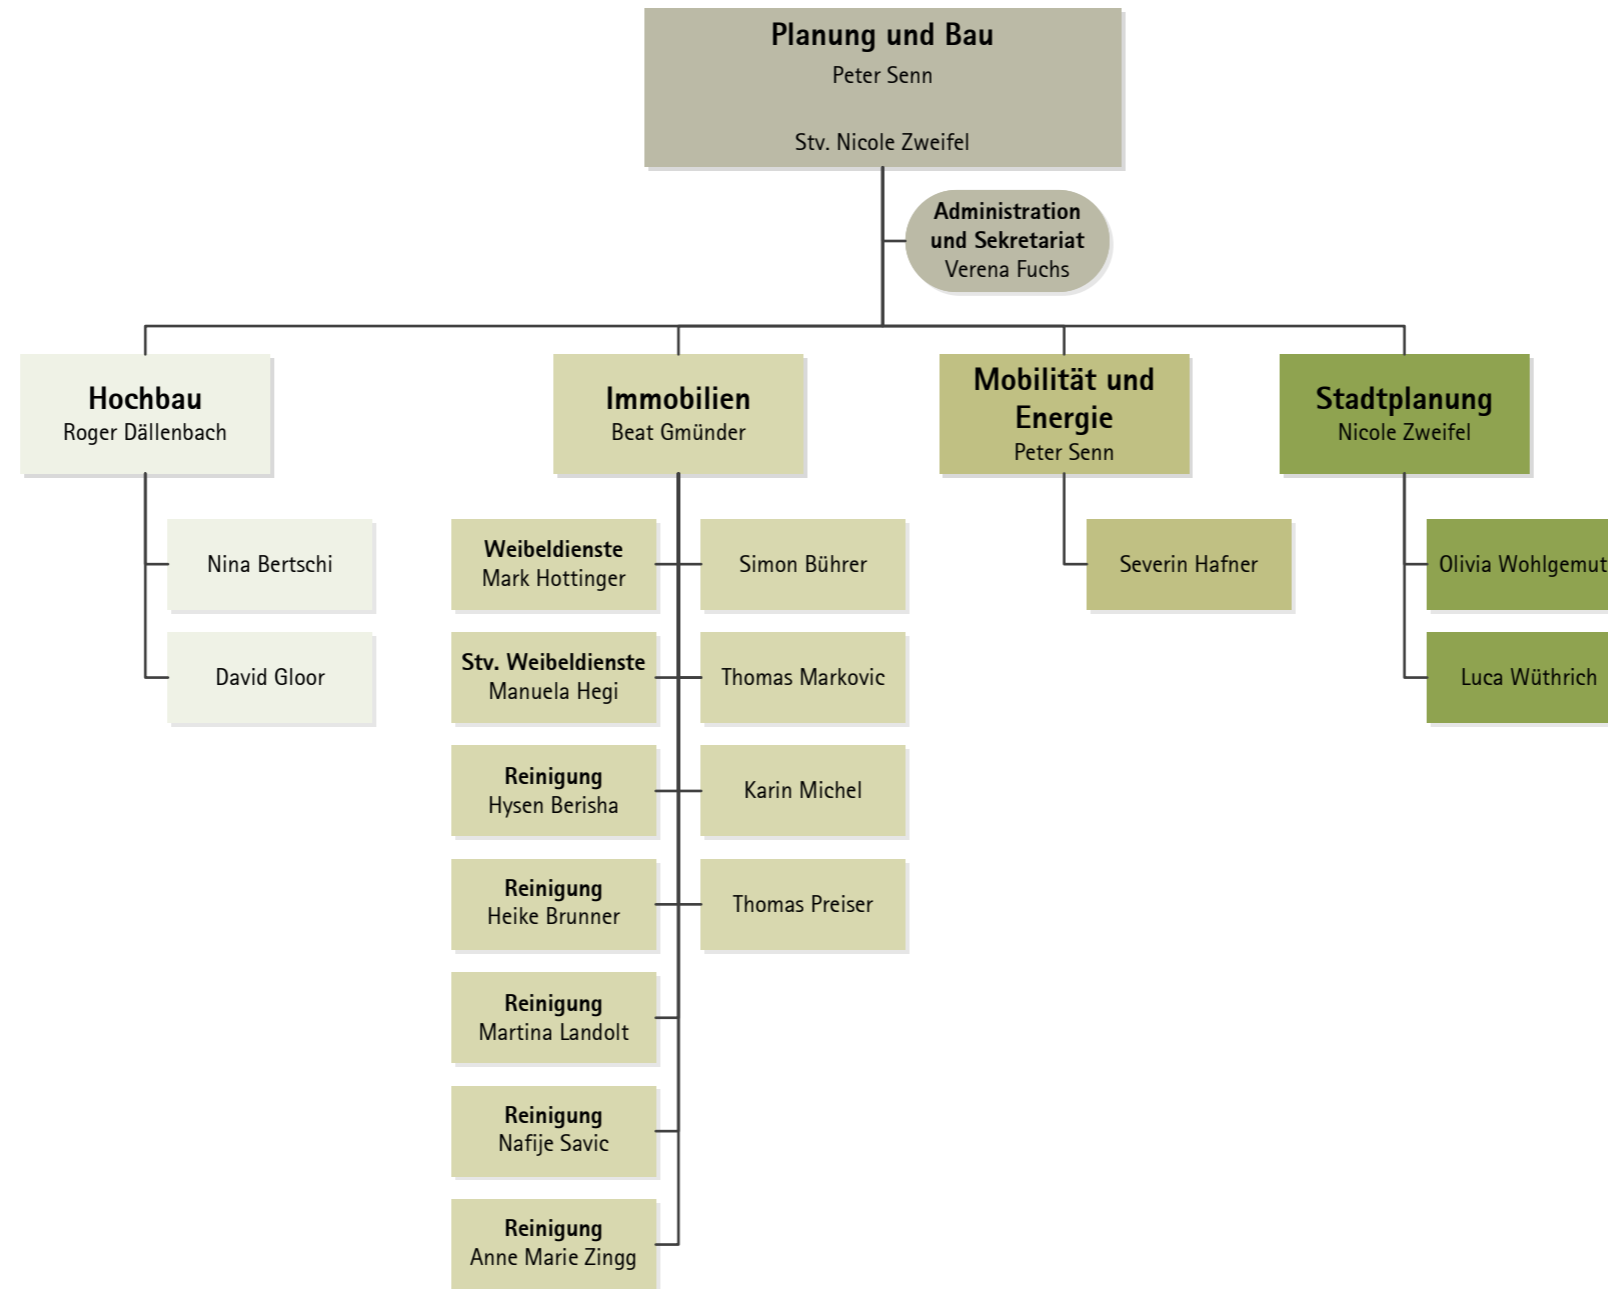 Planung und Bau
Peter Senn
Stv. Nicole Zweifel
Administration
und Sekretariat
Verena Fuchs
Hochbau
Roger Dällenbach
Nina Bertschi
David Gloor
Immobilien
Beat Gmünder
Weibeldienste
Mark Hottinger
Stv. Weibeldienste
Manuela Hegi
Reinigung
Hysen Berisha
Reinigung
Heike Brunner
Reinigung
Martina Landolt
Reinigung
Nafije Savic
Reinigung
Anne Marie Zingg
Simon Bührer
Thomas Markovic
Karin Michel
Thomas Preiser
Mobilität und
Energie
Peter Senn
Severin Hafner
Stadtplanung
Nicole Zweifel
Olivia Wohlgemut
Luca Wüthrich